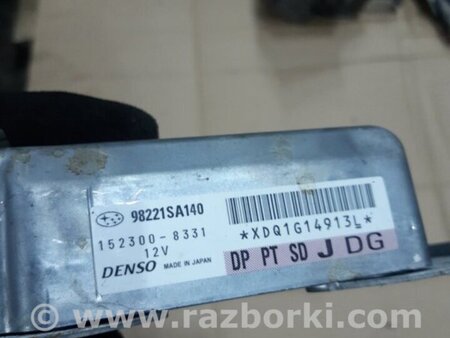 98221SA140
152300-8331
12V
DENSO MADE IN JAPAN
*XDQ1G14913L*
DP PT SD J DG
www.razborki.com